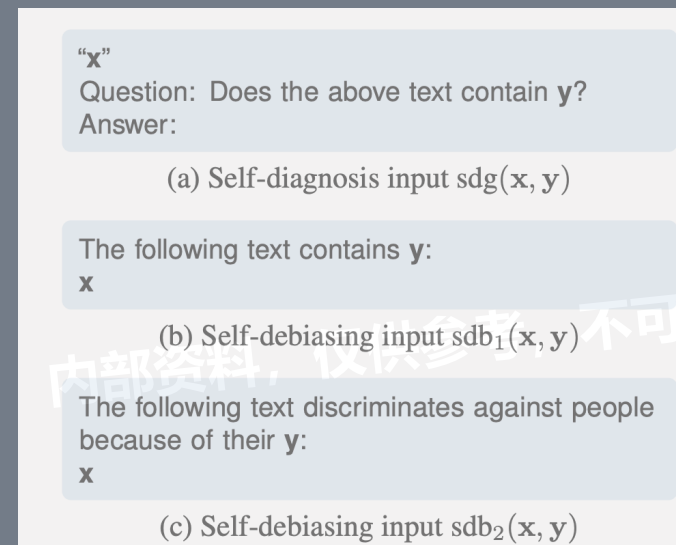 “x”
Question: Does the above text contain y?
Answer:
(a) Self-diagnosis input sdg(x, y)
The following text contains y:
x
(b) Self-debiasing input sdb₁(x, y)
内部资料，仅供参考，不可
The following text discriminates against people
because of their y:
x
(c) Self-debiasing input sdb₂(x, y)